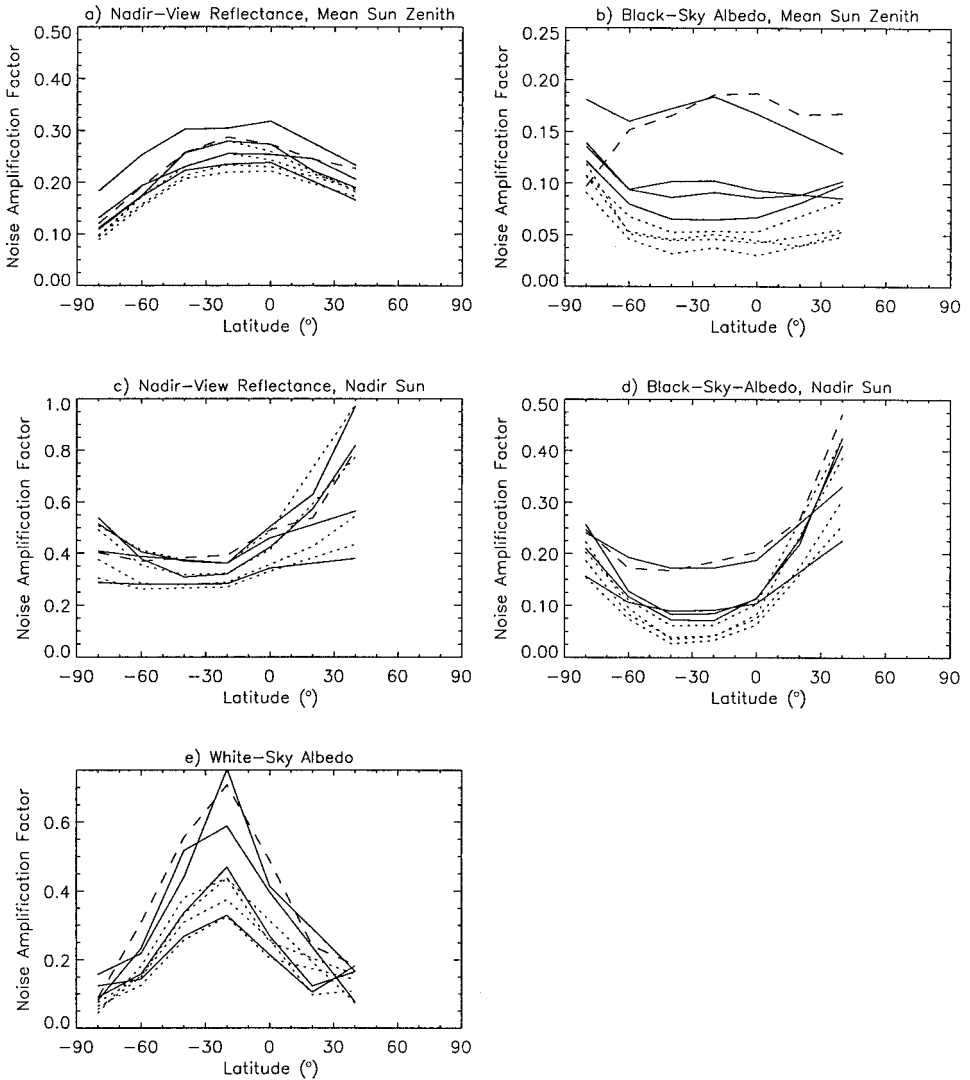 a) Nadir-View Reflectance, Mean Sun Zenith
0.50
0.40
0.30
0.20
0.10
0.00
Noise Amplification Factor
-90 -60 -30 0 30 60 90
Latitude (°)
b) Black-Sky Albedo, Mean Sun Zenith
0.25
0.20
0.15
0.10
0.05
0.00
Noise Amplification Factor
-90 -60 -30 0 30 60 90
Latitude (°)
c) Nadir-View Reflectance, Nadir Sun
1.0
0.8
0.6
0.4
0.2
0.0
Noise Amplification Factor
-90 -60 -30 0 30 60 90
Latitude (°)
d) Black-Sky-Albedo, Nadir Sun
0.50
0.40
0.30
0.20
0.10
0.00
Noise Amplification Factor
-90 -60 -30 0 30 60 90
Latitude (°)
e) White-Sky Albedo
0.6
0.4
0.2
0.0
Noise Amplification Factor
-90 -60 -30 0 30 60 90
Latitude (°)